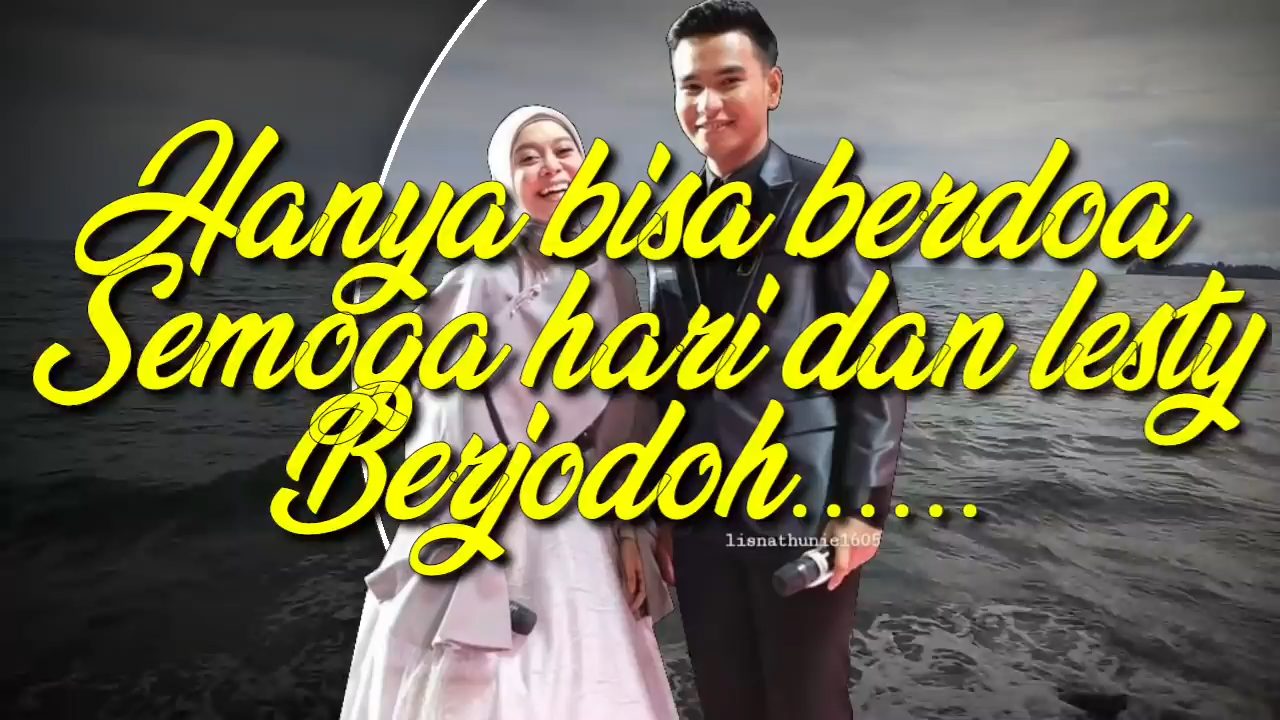 Hanya bisa berdoa
Semoga hari dan lesty
Berjodoh......
lisnathunie1605